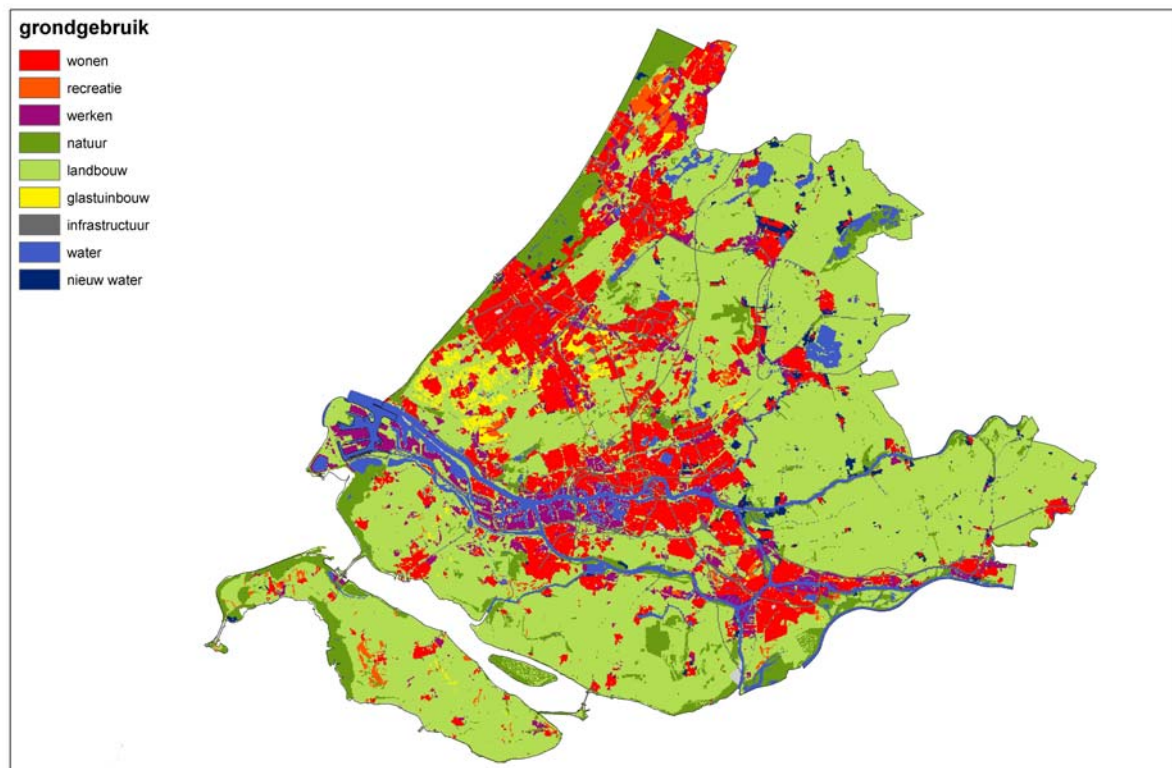 grondgebruik
wonen
recreatie
werken
natuur
landbouw
glastuinbouw
infrastructuur
water
nieuw water